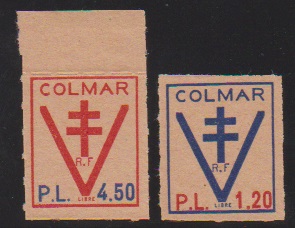 COLMAR
R.F
P.L. 4.50
LIBRE
COLMAR
R.F
P.L. 1.20
LIBRE